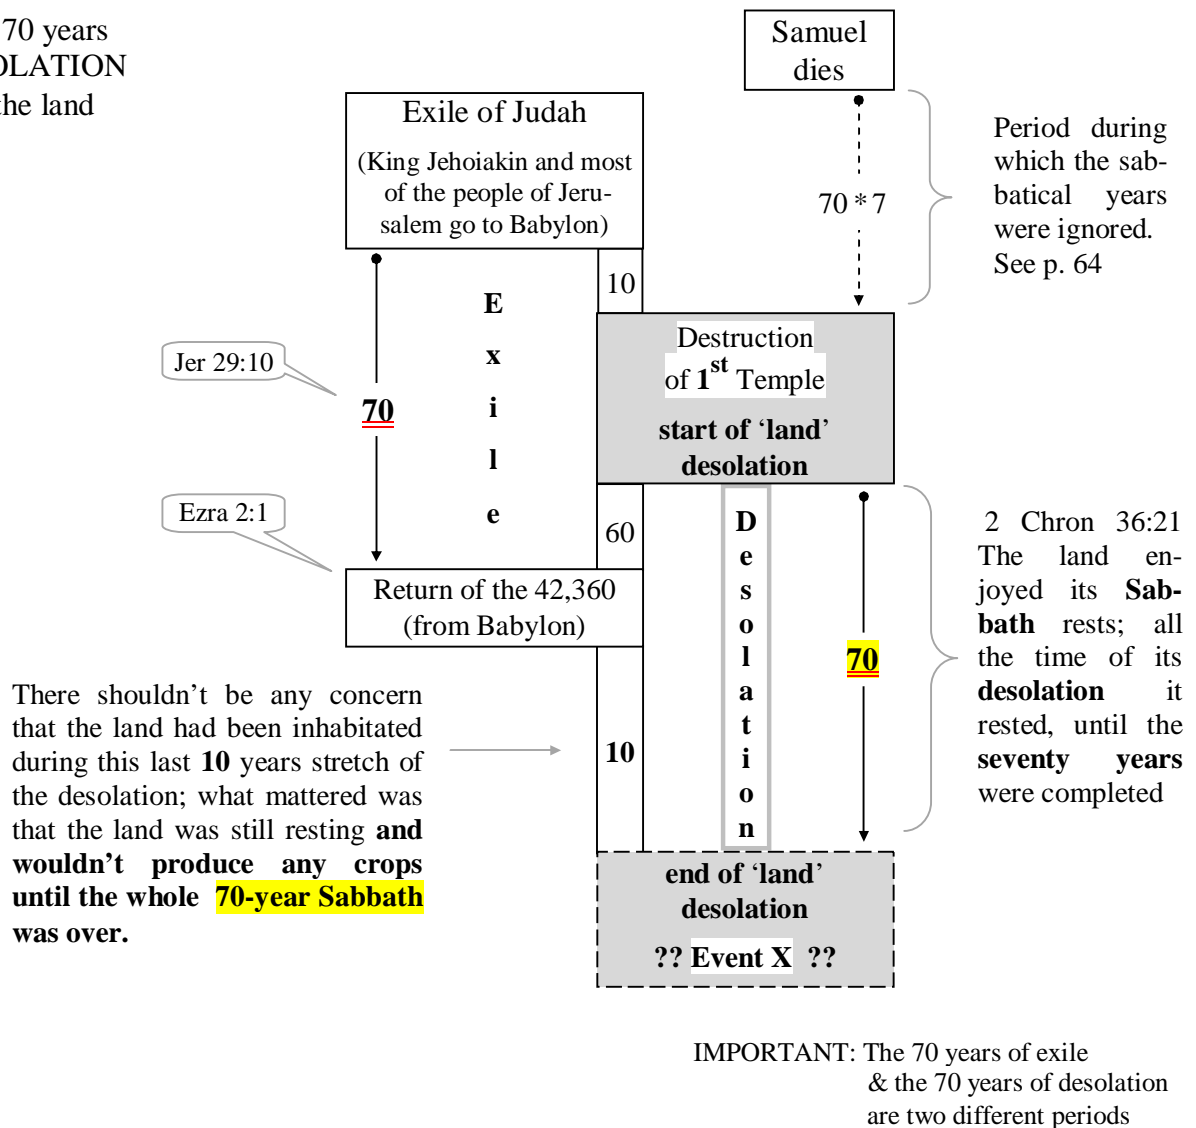 70 years
OLATION
the land
Samuel
dies
Exile of Judah
(King Jehoiakin and most
of the people of Jeru-
salem go to Babylon)
70 * 7
Period during
which the sab-
batical years
were ignored.
See p. 64
10
E
x
i
l
e
Jer 29:10
70
Ezra 2:1
Destruction
of 1st Temple
start of ‘land’
desolation
60
Return of the 42,360
(from Babylon)
D
e
s
o
l
a
t
i
o
n
70
2 Chron 36:21
The land en-
joyed its Sab-
bath rests; all
the time of its
desolation it
rested, until the
seventy years
were completed
There shouldn’t be any concern
that the land had been inhabitated
during this last 10 years stretch of
the desolation; what mattered was
that the land was still resting and
wouldn’t produce any crops
until the whole 70-year Sabbath
was over.
10
end of ‘land’
desolation
?? Event X ??
IMPORTANT: The 70 years of exile
& the 70 years of desolation
are two different periods